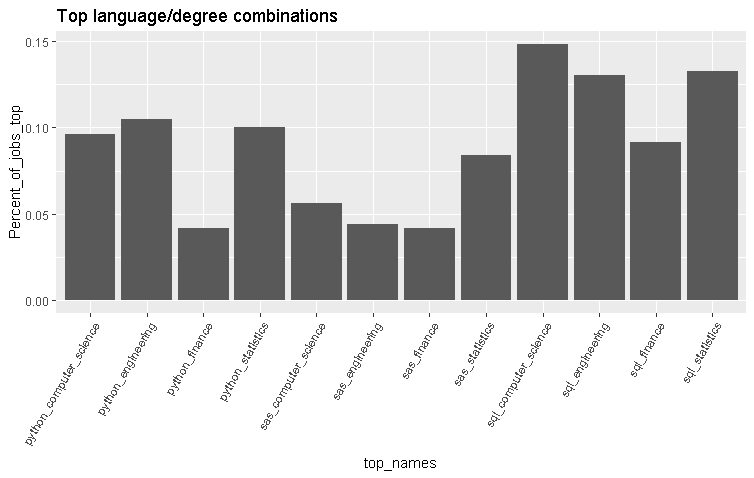 Top language/degree combinations
Percent_of_jobs_top
0.15
0.10
0.05
0.00
python_computer_science
python_engineering
python_finance
python_statistics
sas_computer_science
sas_engineering
sas_finance
sas_statistics
sql_computer_science
sql_engineering
sql_finance
sql_statistics
top_names